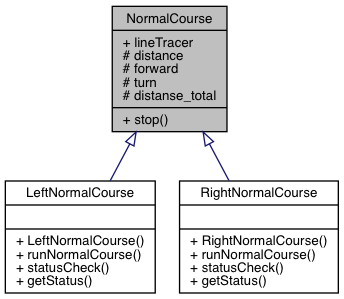 NormalCourse
+ lineTracer
# distance
# forward
# turn
# distanse_total
+ stop()
LeftNormalCourse
+ LeftNormalCourse()
+ runNormalCourse()
+ statusCheck()
+ getStatus()
RightNormalCourse
+ RightNormalCourse()
+ runNormalCourse()
+ statusCheck()
+ getStatus()